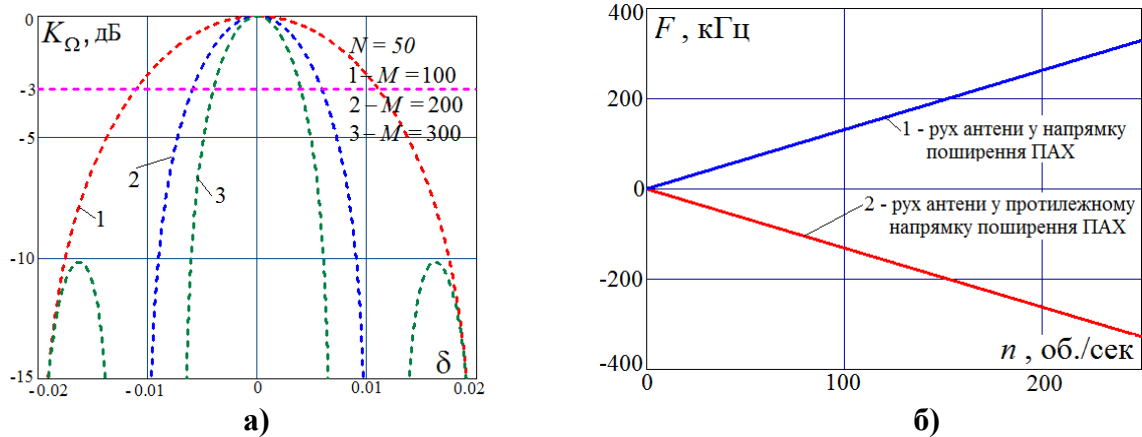 K_Ω, дБ
N = 50
1–M = 100
2–M = 200
3–M = 300
0
-3
-5
-10
-15
1
2
3
δ
-0.02
-0.01
0
0.01
0.02
а)
F , кГц
400
200
0
-200
-400
1 - рух антени у напрямку
поширення ПАХ
2 - рух антени у протилежному
напрямку поширення ПАХ
n , об./сек
0
100
200
б)